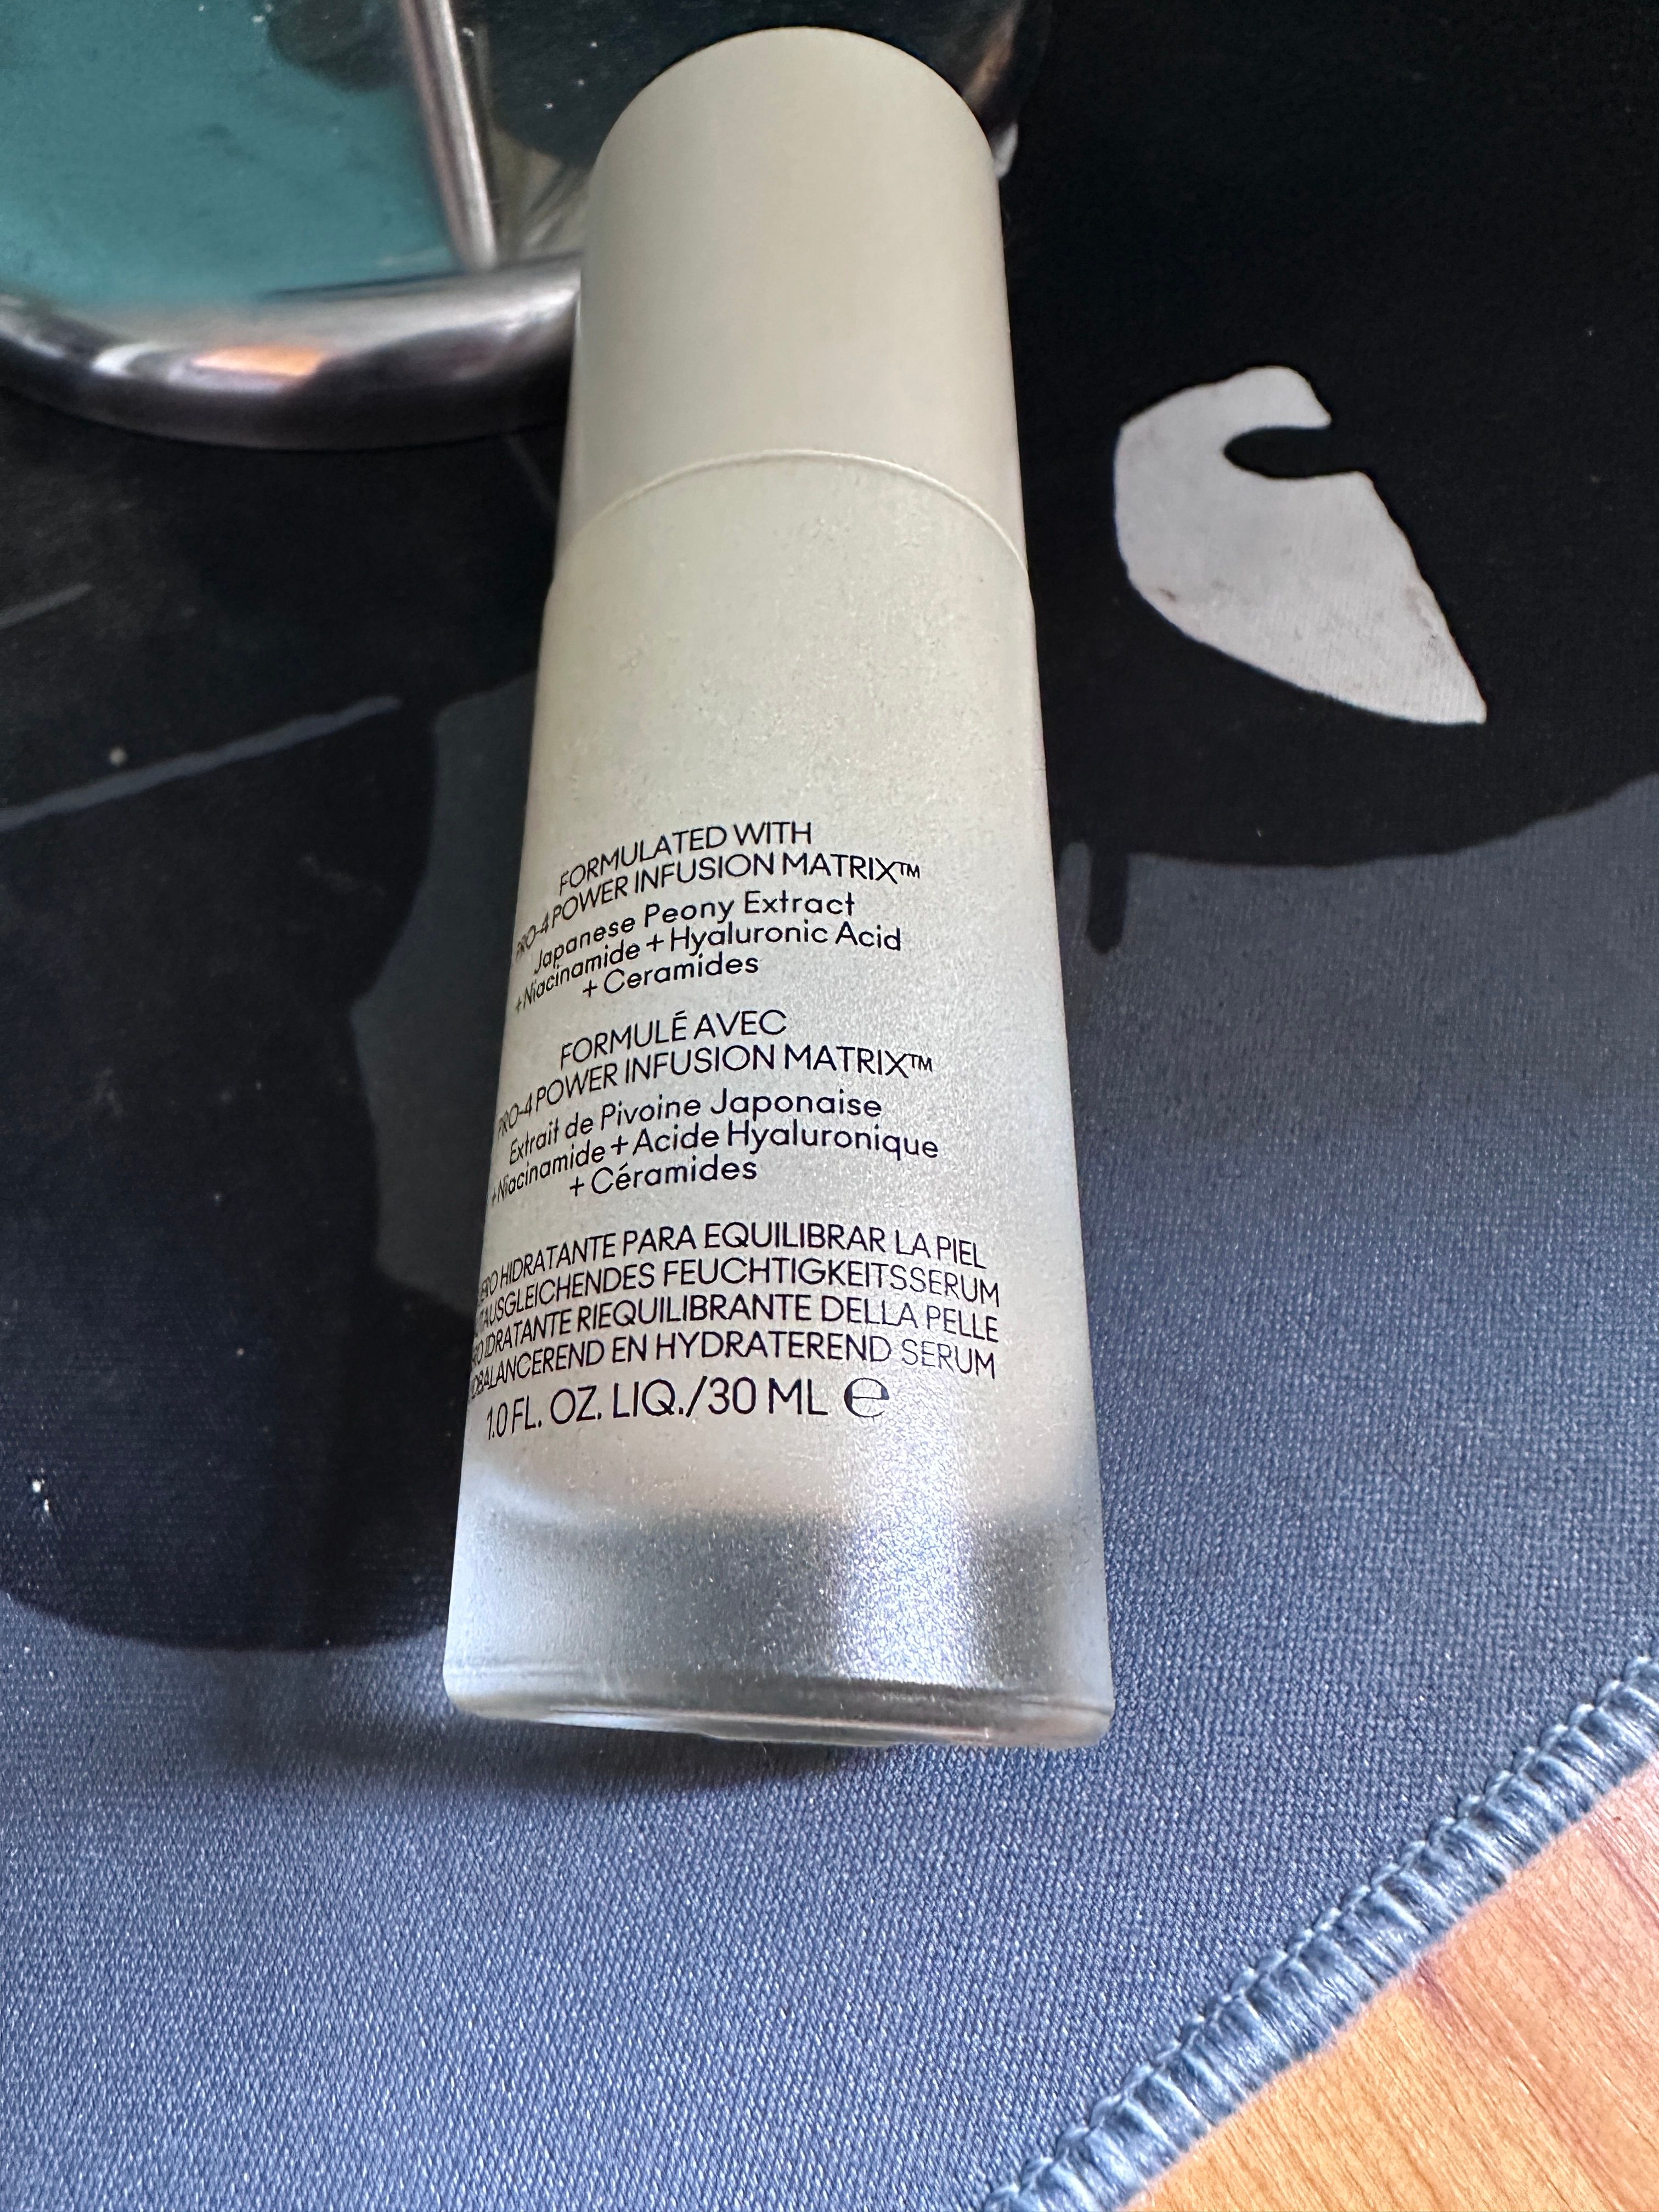 FORMULATED WITH
PRO-4 POWER INFUSION MATRIX™
Japanese Peony Extract
+ Niacinamide + Hyaluronic Acid
+ Ceramides
FORMULÉ AVEC
PRO-4 POWER INFUSION MATRIX™
Extrait de Pivoine Japonaise
+ Niacinamide + Acide Hyaluronique
+ Céramides
HIDRATANTE PARA EQUILIBRAR LA PIEL
FEUCHTIGKEITSSERUM
IDRATANTE RIEQUILIBRANTE DELLA PELLE
EN HYDRATEREND SERUM
1.0 FL. OZ. LIQ./30 ML ℮